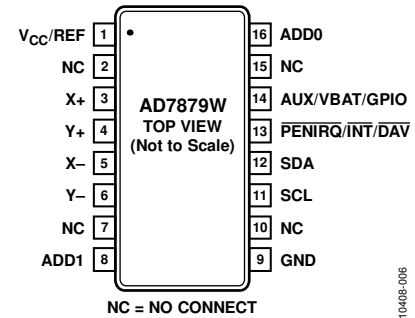 VCC/REF 1
NC 2
X+ 3
Y+ 4
X– 5
Y– 6
NC 7
ADD1 8
AD7879W
TOP VIEW
(Not to Scale)
16 ADD0
15 NC
14 AUX/VBAT/GPIO
13 PENIRQ/INT/DAV
12 SDA
11 SCL
10 NC
9 GND
NC = NO CONNECT
10408-006